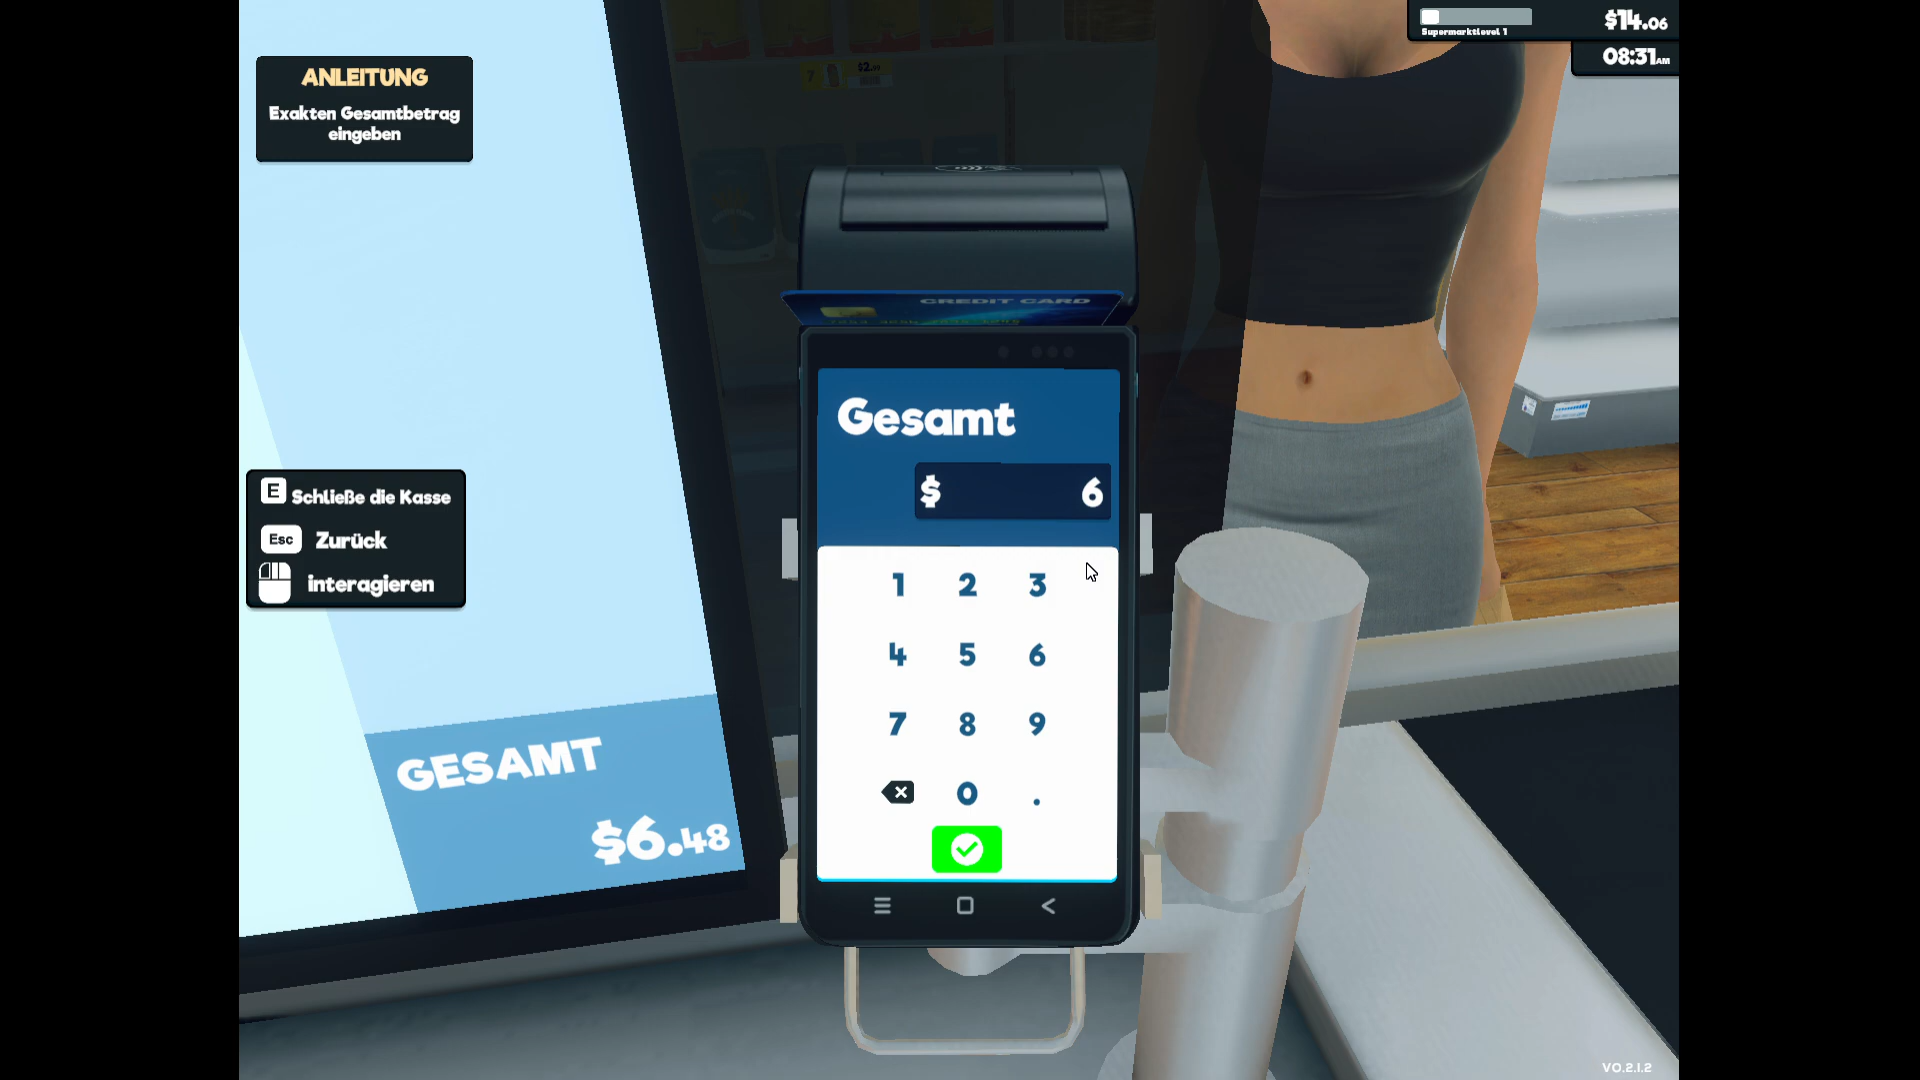 ANLEITUNG
Exakten Gesamtbetrag
eingeben
$14.06
Supermarktlevel 1
08:31AM
7
CREDIT CARD
Gesamt
$ 6
E Schließe die Kasse
Esc Zurück
interagieren
1 2 3
4 5 6
7 8 9
0 .
GESAMT
$6.48
V0.2.1.2